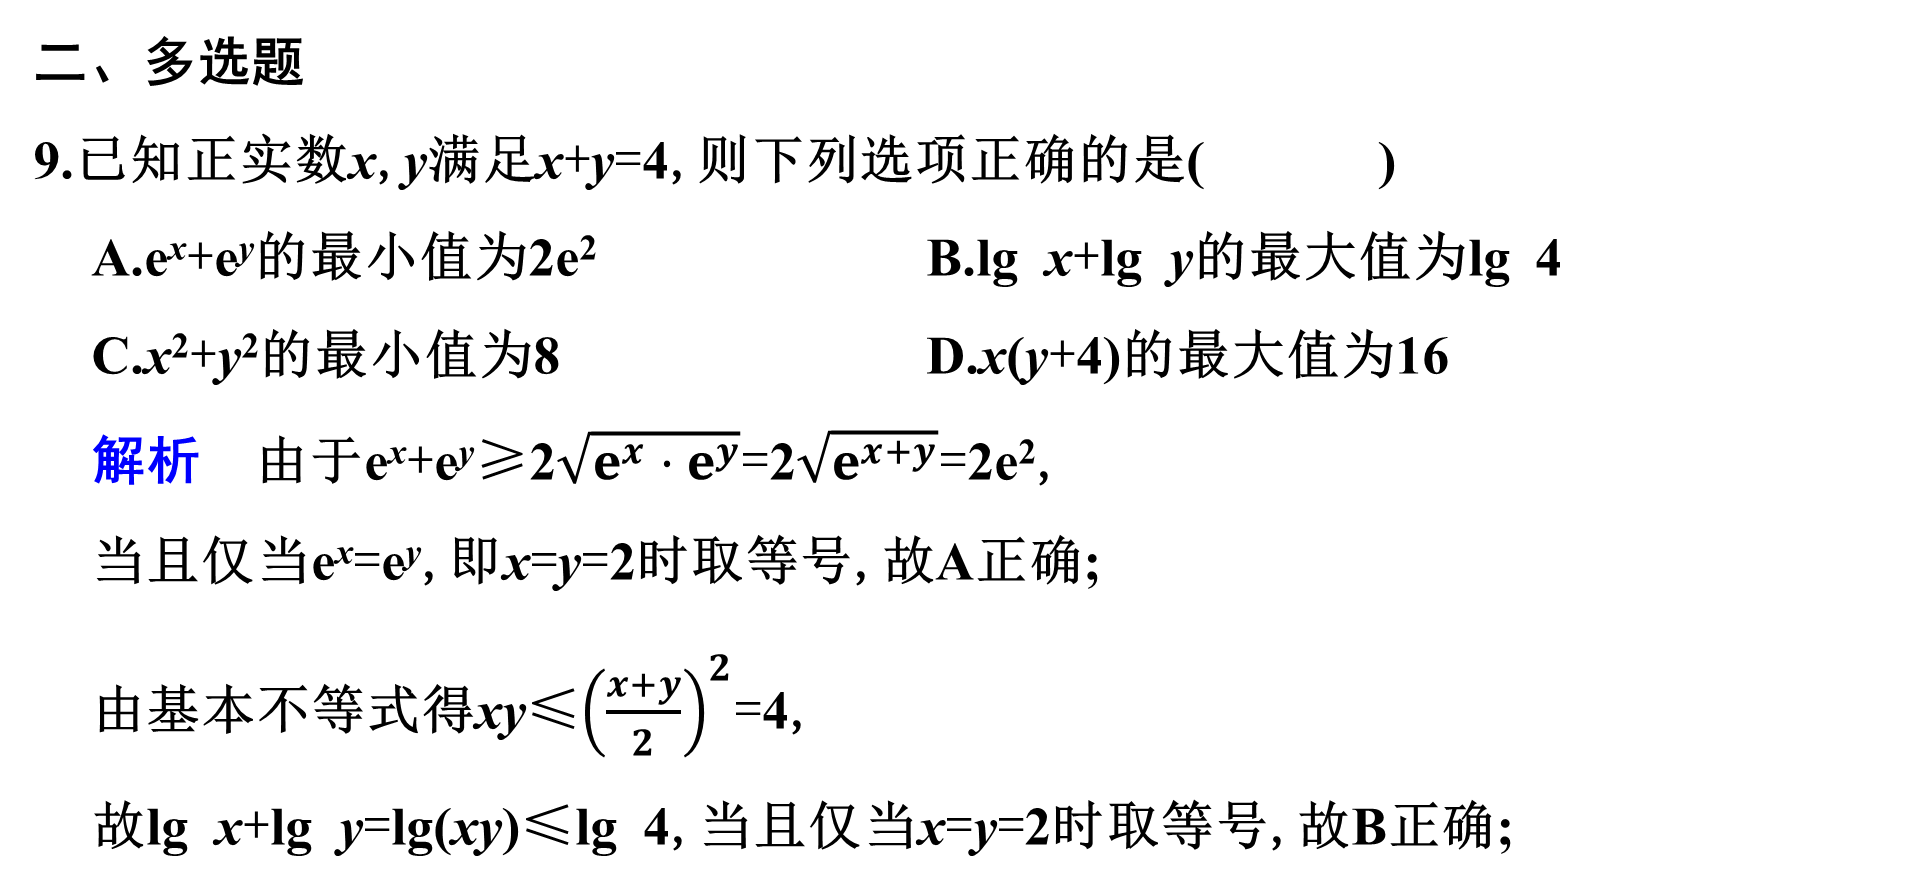 二、多选题
9.已知正实数x,y满足x+y=4,则下列选项正确的是(　　)
A.eˣ+eʸ的最小值为2e² B.lg x+lg y的最大值为lg 4
C.x²+y²的最小值为8 D.x(y+4)的最大值为16
解析 由于eˣ+eʸ≥2√(eˣ·eʸ)=2√(eˣ⁺ʸ)=2e²,
当且仅当eˣ=eʸ,即x=y=2时取等号,故A正确;
由基本不等式得xy≤((x+y)/2)²=4,
故lg x+lg y=lg(xy)≤lg 4,当且仅当x=y=2时取等号,故B正确;